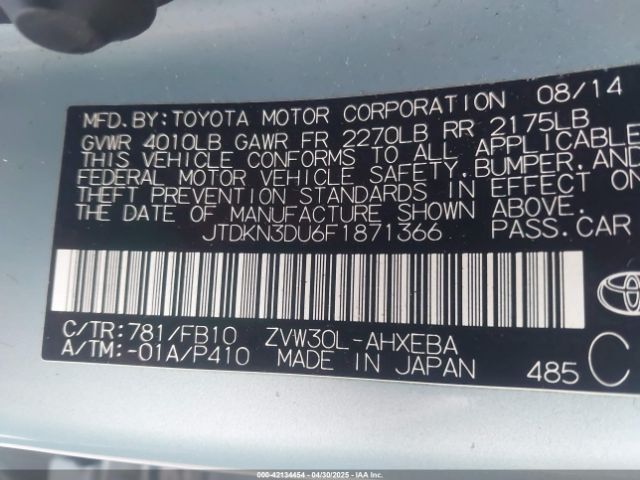 MFD.BY:TOYOTA MOTOR CORPORATION 08/14
GVWR 4010LB GAWR FR 2270LB RR 2175LB
THIS VEHICLE CONFORMS TO ALL APPLICABLE
FEDERAL MOTOR VEHICLE SAFETY,BUMPER,AND
THEFT PREVENTION STANDARDS IN EFFECT ON
THE DATE OF MANUFACTURE SHOWN ABOVE.
JTDKN3DU6F1871366 PASS.CAR
C/TR:781/FB10 ZVW30L-AHXEBA
A/TM:-01A/P410 MADE IN JAPAN 485 C
000-42134454 - 04/30/2025 - IAAI